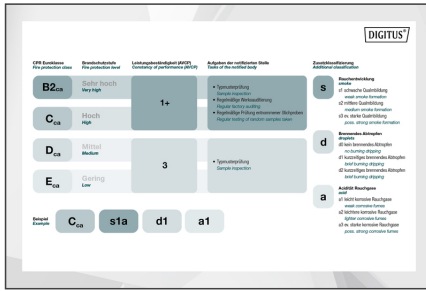 DIGITUS®
CPR Euroklasse
Fire protection class
Brandschutzstufe
Fire protection level
Leistungsbeständigkeit (AVCP)
Constancy of performance (AVCP)
Aufgaben der notifizierten Stelle
Tasks of the notified body
Zusatzklassifizierung
Additional classification
B2ca
Sehr hoch
Very high
Cca
Hoch
High
1+
• Typmusterprüfung
Sample inspection
• Regelmäßige Werksauditierung
Regular factory auditing
• Regelmäßige Prüfung entnommener Stichproben
Regular testing of random samples taken
Dca
Mittel
Medium
Eca
Gering
Low
3
• Typmusterprüfung
Sample inspection
s
Rauchentwicklung
smoke
s1 schwache Qualmbildung
weak smoke formation
s2 mittlere Qualmbildung
medium smoke formation
s3 ev. starke Qualmbildung
poss. strong smoke formation
d
Brennendes Abtropfen
droplets
d0 kein brennendes Abtropfen
no burning dripping
d1 kurzzeitiges brennendes Abtropfen
brief burning dripping
d2 kurzzeitiges brennendes Abtropfen
brief burning dripping
a
Acidität Rauchgase
acid
a1 leicht korrosive Rauchgase
weak corrosive fumes
a2 leichtere korrosive Rauchgase
lighter corrosive fumes
a3 ev. starke korrosive Rauchgase
poss. strong corrosive fumes
Beispiel
Example
Cca
s1a
d1
a1